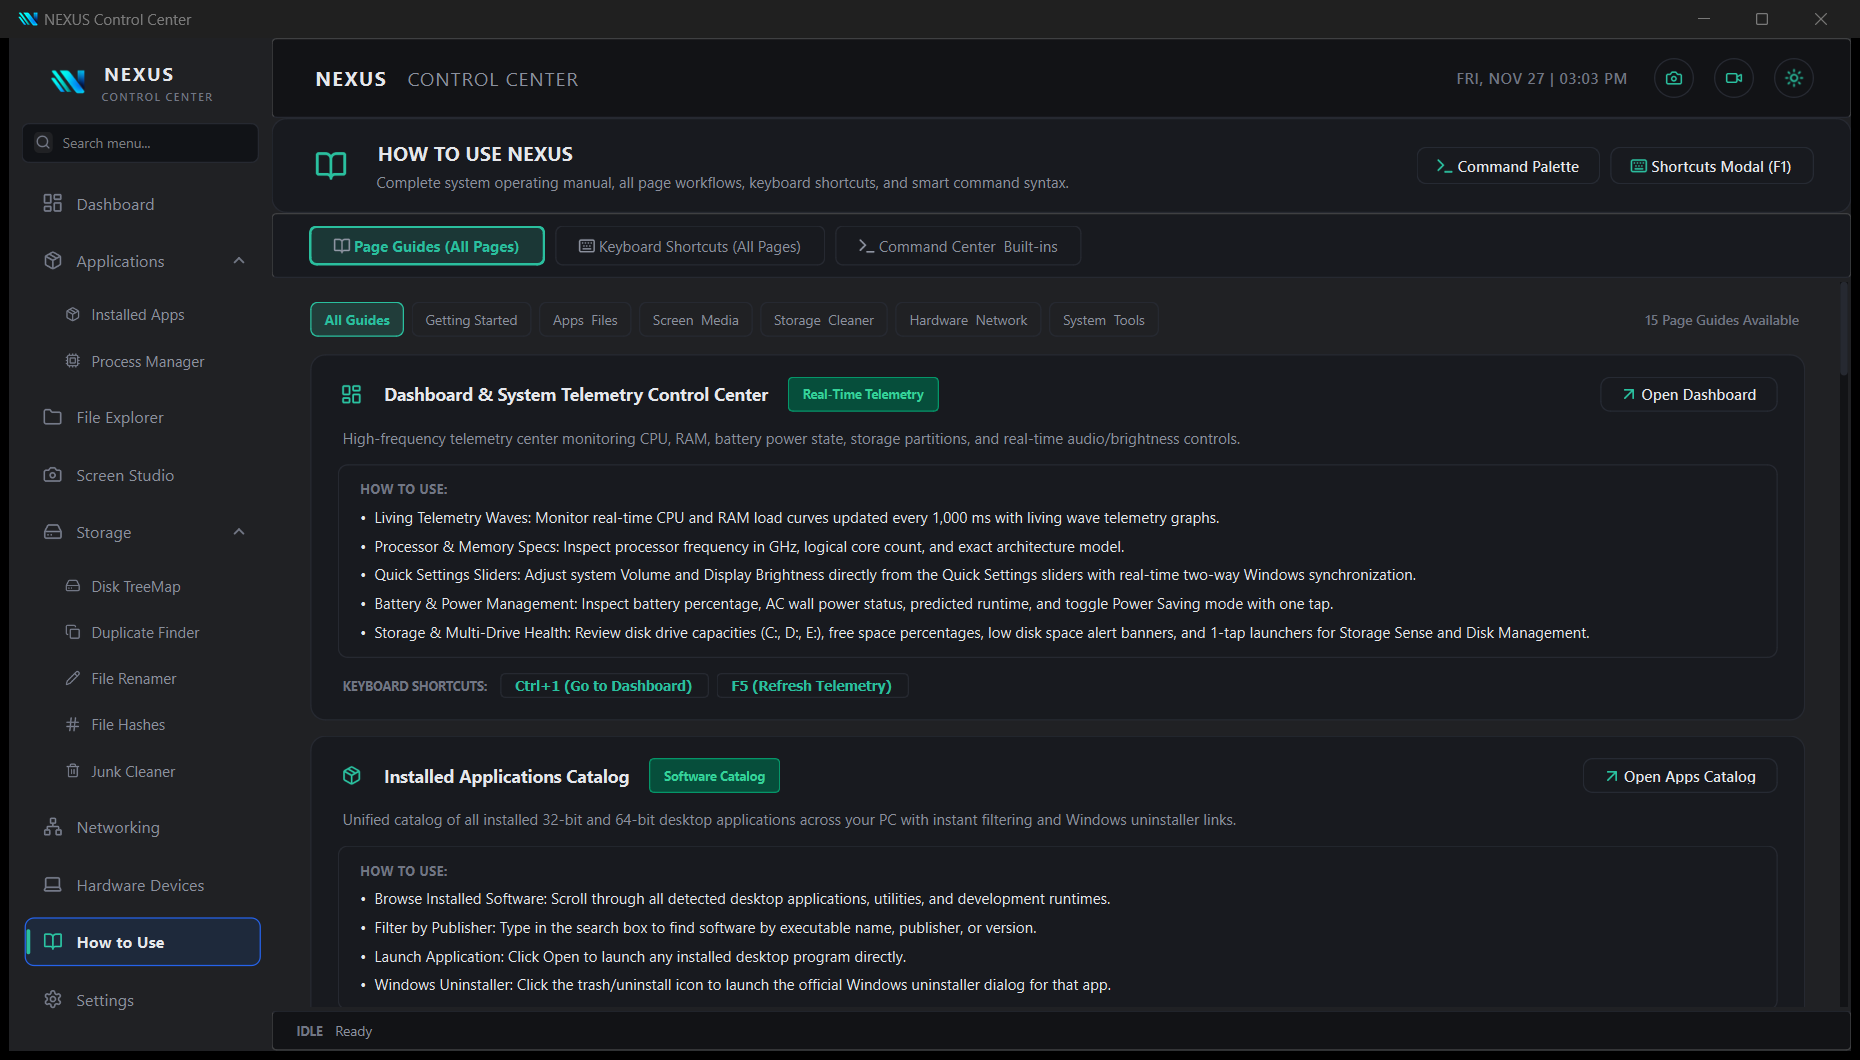 NEXUS Control Center
NEXUS
CONTROL CENTER
Search menu...
Dashboard
Applications
Installed Apps
Process Manager
File Explorer
Screen Studio
Storage
Disk TreeMap
Duplicate Finder
File Renamer
File Hashes
Junk Cleaner
Networking
Hardware Devices
How to Use
Settings
NEXUS CONTROL CENTER
FRI, NOV 27 | 03:03 PM
HOW TO USE NEXUS
Complete system operating manual, all page workflows, keyboard shortcuts, and smart command syntax.
Command Palette
Shortcuts Modal (F1)
Page Guides (All Pages)
Keyboard Shortcuts (All Pages)
Command Center Built-ins
All Guides
Getting Started
Apps Files
Screen Media
Storage Cleaner
Hardware Network
System Tools
15 Page Guides Available
Dashboard & System Telemetry Control Center
Real-Time Telemetry
Open Dashboard
High-frequency telemetry center monitoring CPU, RAM, battery power state, storage partitions, and real-time audio/brightness controls.
HOW TO USE:
• Living Telemetry Waves: Monitor real-time CPU and RAM load curves updated every 1,000 ms with living wave telemetry graphs.
• Processor & Memory Specs: Inspect processor frequency in GHz, logical core count, and exact architecture model.
• Quick Settings Sliders: Adjust system Volume and Display Brightness directly from the Quick Settings sliders with real-time two-way Windows synchronization.
• Battery & Power Management: Inspect battery percentage, AC wall power status, predicted runtime, and toggle Power Saving mode with one tap.
• Storage & Multi-Drive Health: Review disk drive capacities (C:, D:, E:), free space percentages, low disk space alert banners, and 1-tap launchers for Storage Sense and Disk Management.
KEYBOARD SHORTCUTS:
Ctrl+1 (Go to Dashboard)
F5 (Refresh Telemetry)
Installed Applications Catalog
Software Catalog
Open Apps Catalog
Unified catalog of all installed 32-bit and 64-bit desktop applications across your PC with instant filtering and Windows uninstaller links.
HOW TO USE:
• Browse Installed Software: Scroll through all detected desktop applications, utilities, and development runtimes.
• Filter by Publisher: Type in the search box to find software by executable name, publisher, or version.
• Launch Application: Click Open to launch any installed desktop program directly.
• Windows Uninstaller: Click the trash/uninstall icon to launch the official Windows uninstaller dialog for that app.
IDLE Ready